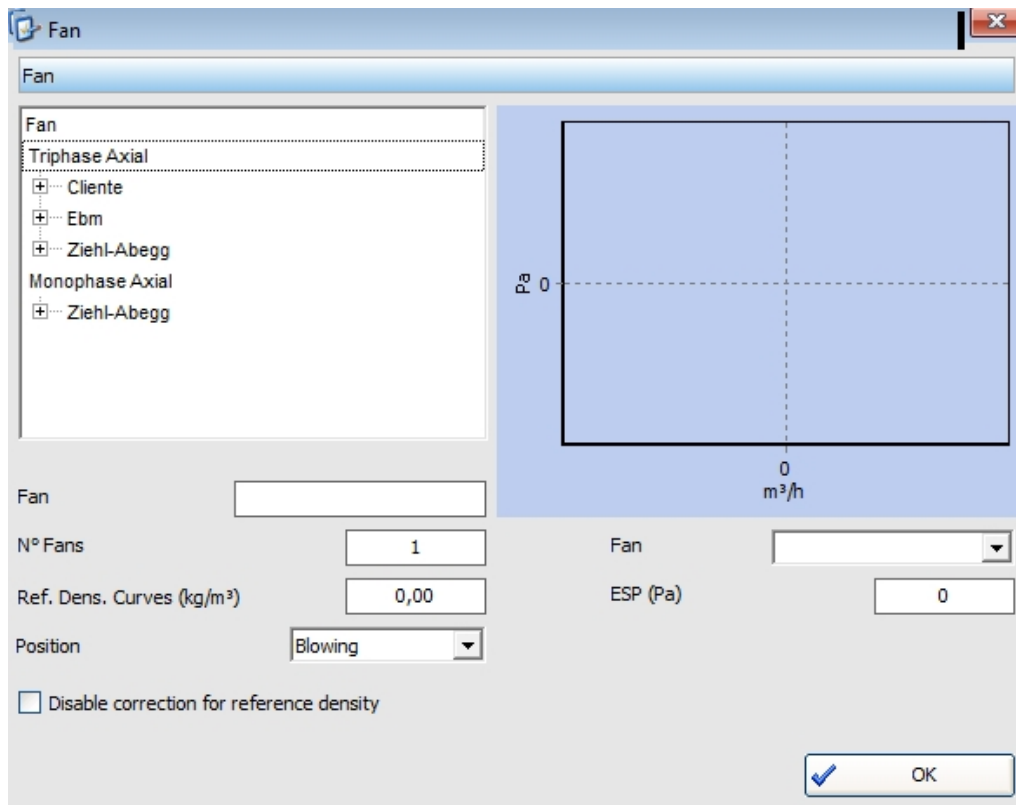 Fan
Fan
Fan
Triphase Axial
Cliente
Ebm
Ziehl-Abegg
Monophase Axial
Ziehl-Abegg
Pa 0
0
m³/h
Fan
Nº Fans 1
Fan
Ref. Dens. Curves (kg/m³) 0,00
ESP (Pa) 0
Position Blowing
Disable correction for reference density
OK